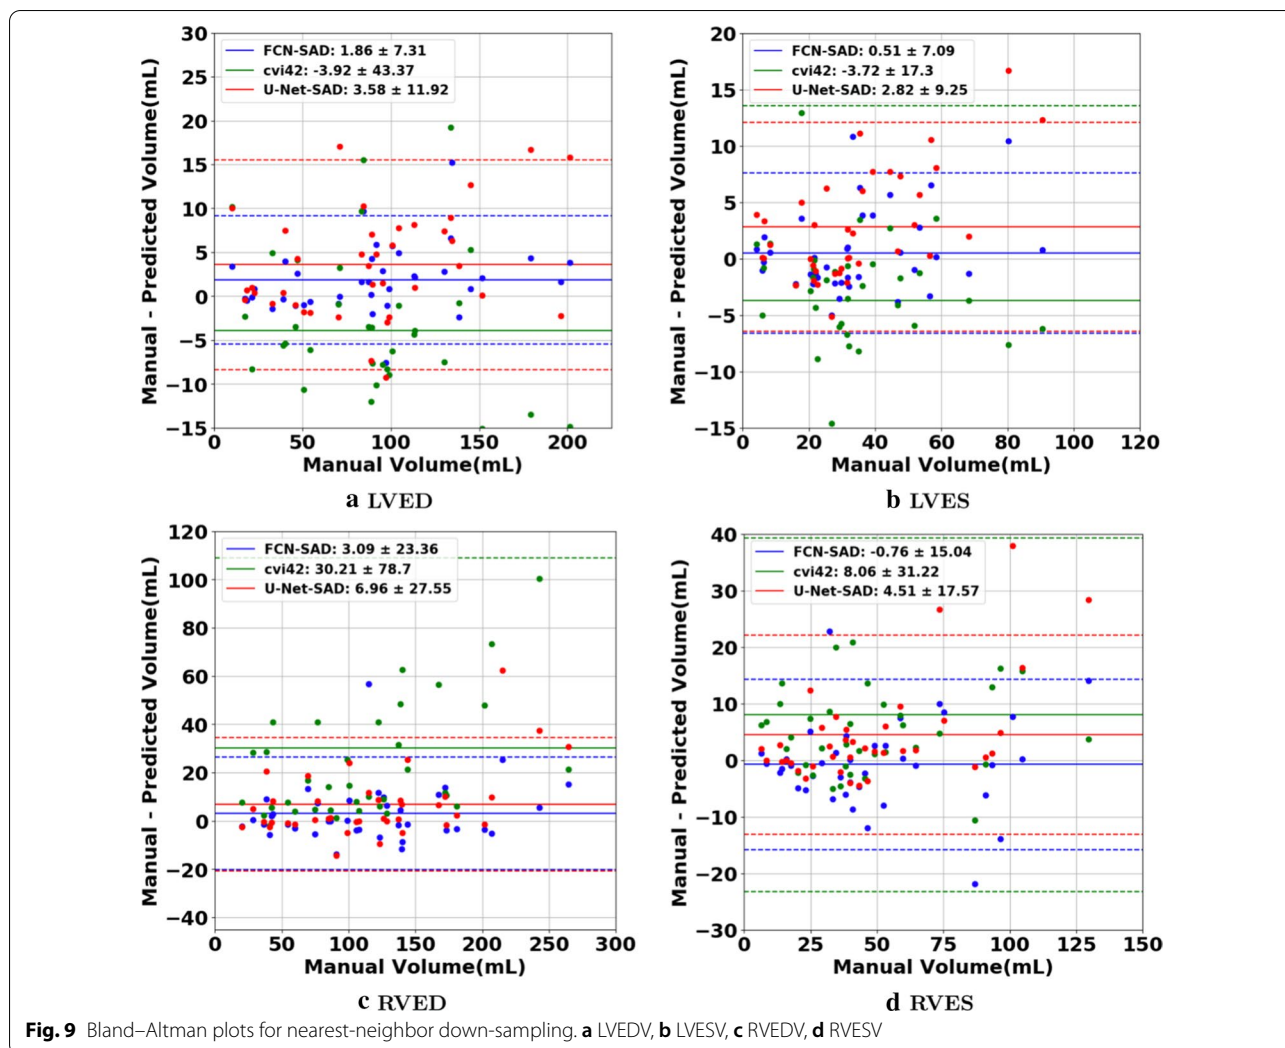 30
25
20
15
10
5
0
−5
−10
−15
Manual - Predicted Volume(mL)
FCN-SAD: 1.86 ± 7.31
cvi42: -3.92 ± 43.37
U-Net-SAD: 3.58 ± 11.92
0 50 100 150 200
Manual Volume(mL)
a LVED
20
15
10
5
0
−5
−10
−15
Manual - Predicted Volume(mL)
FCN-SAD: 0.51 ± 7.09
cvi42: -3.72 ± 17.3
U-Net-SAD: 2.82 ± 9.25
0 20 40 60 80 100 120
Manual Volume(mL)
b LVES
120
100
80
60
40
20
0
−20
−40
Manual - Predicted Volume(mL)
FCN-SAD: 3.09 ± 23.36
cvi42: 30.21 ± 78.7
U-Net-SAD: 6.96 ± 27.55
0 50 100 150 200 250 300
Manual Volume(mL)
c RVED
40
30
20
10
0
−10
−20
−30
Manual - Predicted Volume(mL)
FCN-SAD: -0.76 ± 15.04
cvi42: 8.06 ± 31.22
U-Net-SAD: 4.51 ± 17.57
0 25 50 75 100 125 150
Manual Volume(mL)
d RVES
Fig. 9 Bland–Altman plots for nearest-neighbor down-sampling. a LVEDV, b LVESV, c RVEDV, d RVESV